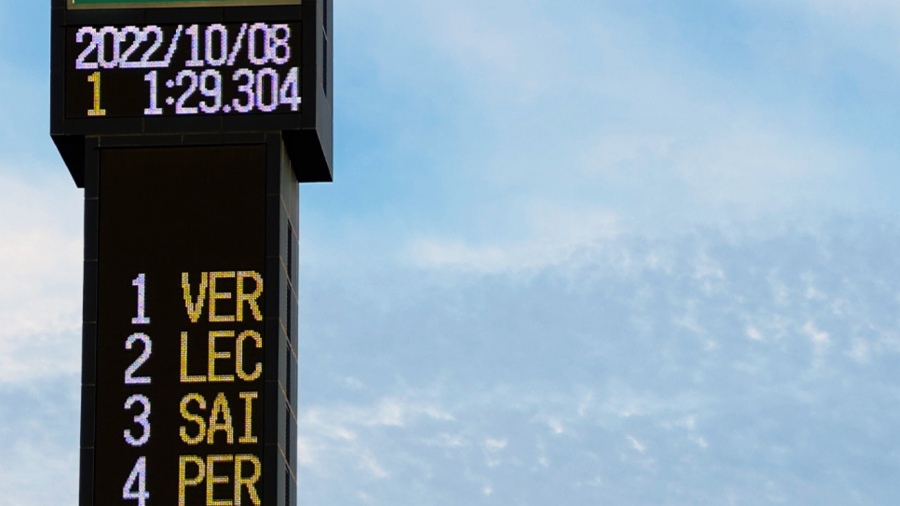 2022/10/08
1 1:29.304
1 VER
2 LEC
3 SAI
4 PER